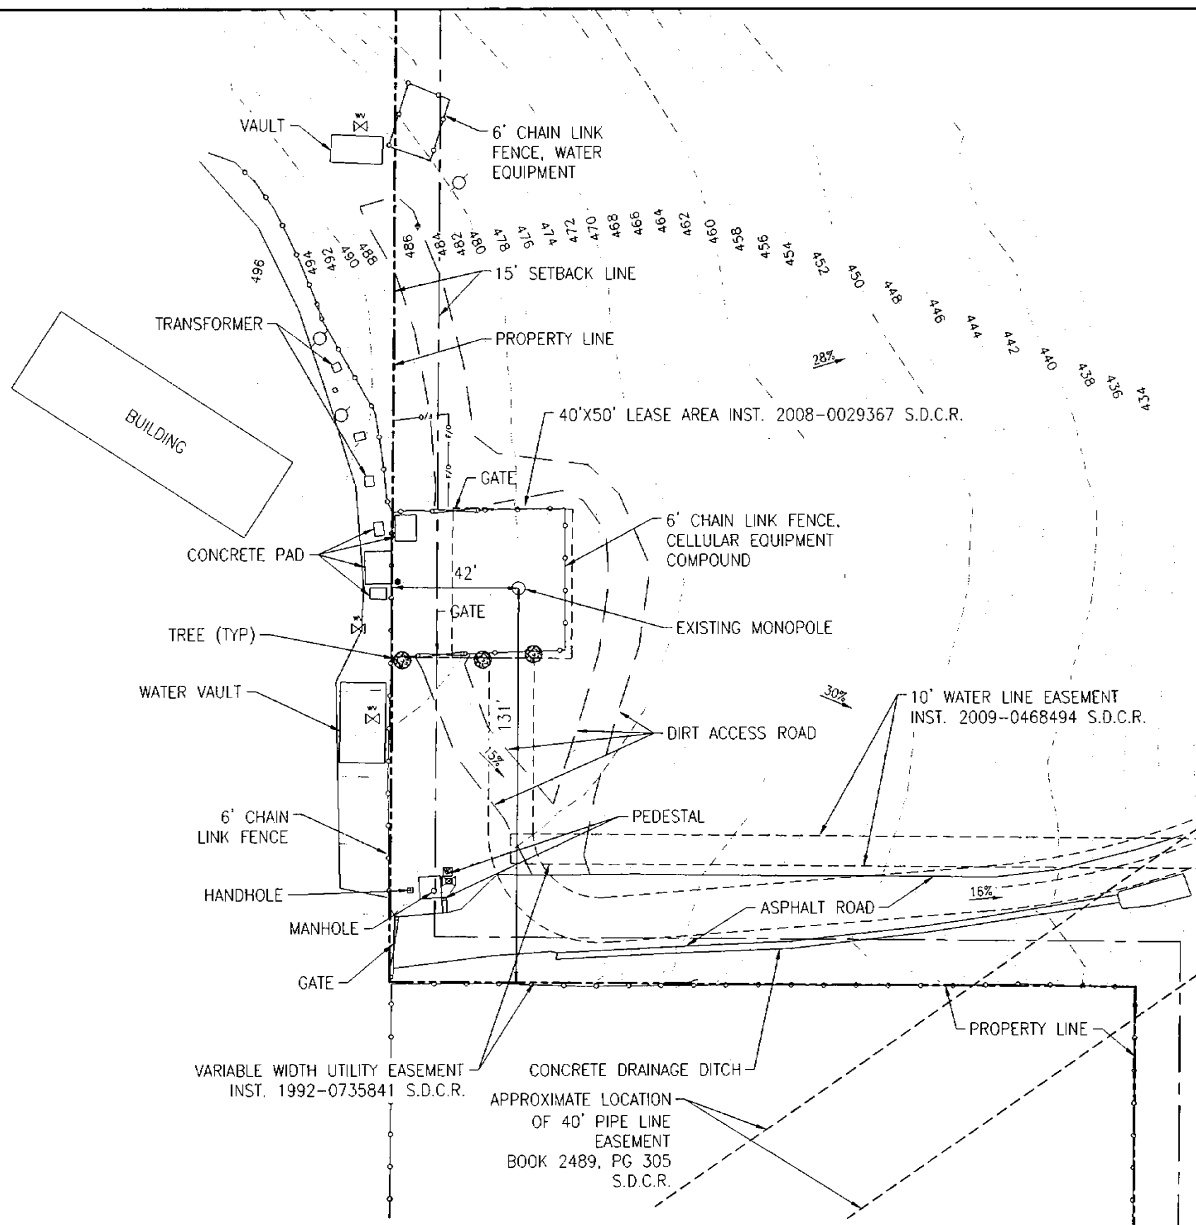 VAULT
6' CHAIN LINK
FENCE, WATER
EQUIPMENT
496
494
492
490
488
486
484
482
480
478
476
474
472
470
468
466
464
462
460
458
456
454
452
450
448
446
444
442
440
438
436
434
15' SETBACK LINE
TRANSFORMER
PROPERTY LINE
28%
BUILDING
40'X50' LEASE AREA INST. 2008-0029367 S.D.C.R.
GATE
6' CHAIN LINK FENCE,
CELLULAR EQUIPMENT
COMPOUND
CONCRETE PAD
42'
GATE
TREE (TYP)
EXISTING MONOPOLE
WATER VAULT
30%
10' WATER LINE EASEMENT
INST. 2009-0468494 S.D.C.R.
131'
DIRT ACCESS ROAD
15%
6' CHAIN
LINK FENCE
PEDESTAL
HANDHOLE
16%
ASPHALT ROAD
MANHOLE
GATE
PROPERTY LINE
VARIABLE WIDTH UTILITY EASEMENT
INST. 1992-0735841 S.D.C.R.
CONCRETE DRAINAGE DITCH
APPROXIMATE LOCATION
OF 40' PIPE LINE
EASEMENT
BOOK 2489, PG 305
S.D.C.R.